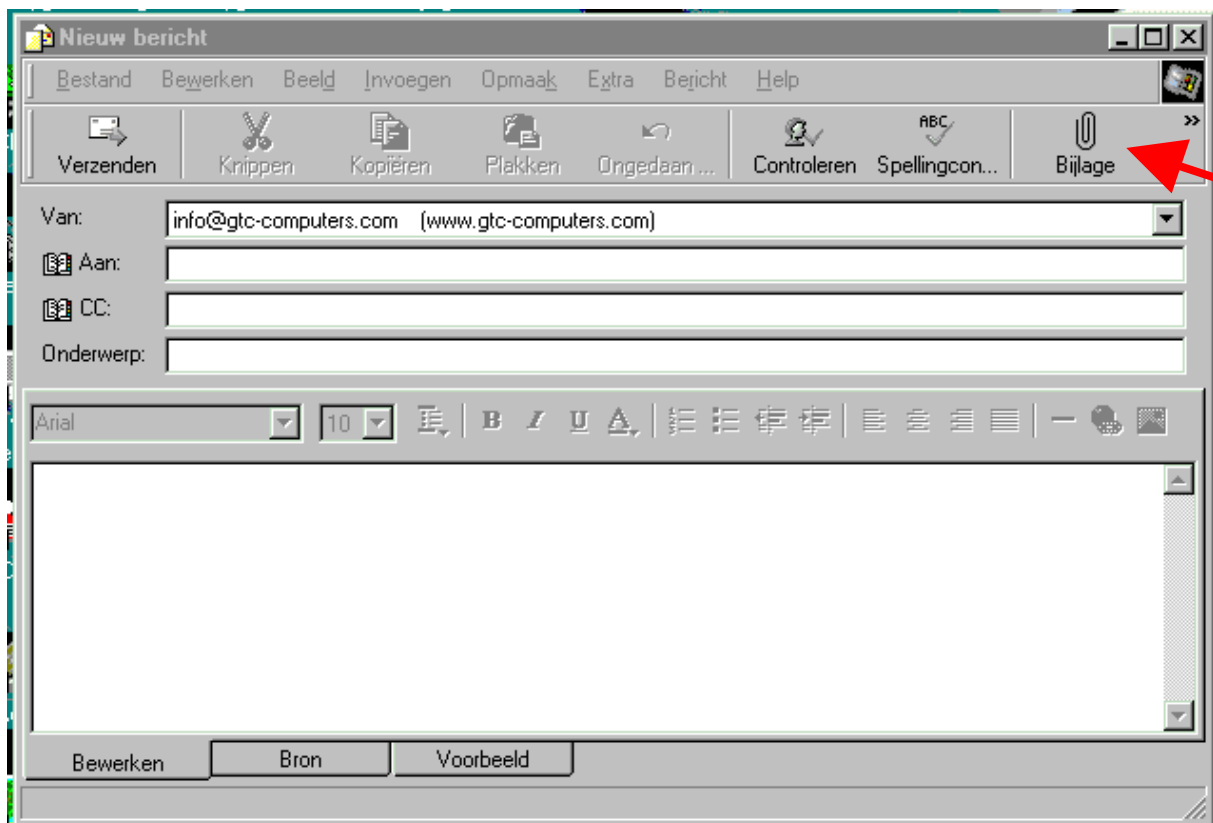 Nieuw bericht
Bestand Bewerken Beeld Invoegen Opmaak Extra Bericht Help
Verzenden Knippen Kopiëren Plakken Ongedaan ... Controleren ABC Spellingcon... Bijlage »
Van: info@gtc-computers.com (www.gtc-computers.com)
Aan:
CC:
Onderwerp:
Arial 10 B I U A
Bewerken Bron Voorbeeld